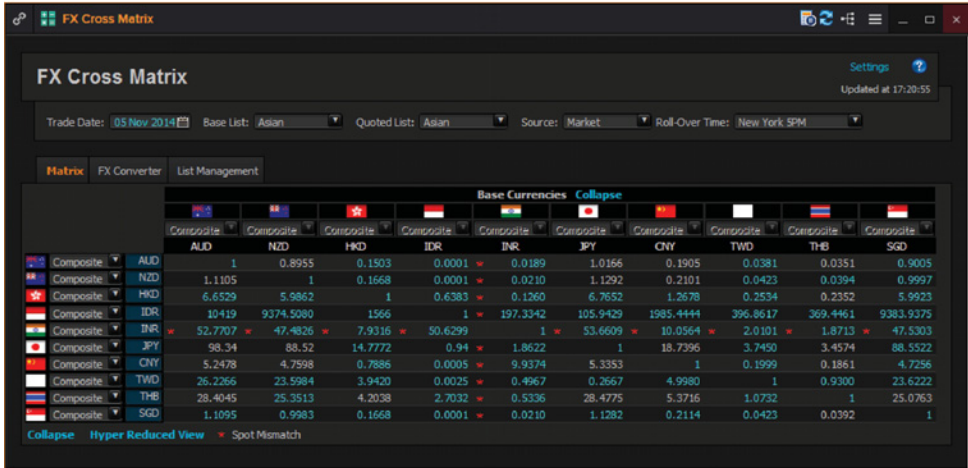 FX Cross Matrix
FX Cross Matrix
Settings ?
Updated at 17:20:55
Trade Date: 05 Nov 2014 Base List: Asian Quoted List: Asian Source: Market Roll-Over Time: New York 5PM
Matrix FX Converter List Management
Base Currencies Collapse
Composite Composite Composite Composite Composite Composite Composite Composite Composite Composite
AUD NZD HKD IDR INR JPY CNY TWD THB SGD
Composite AUD 1 0.8955 0.1503 0.0001 0.0189 1.0166 0.1905 0.0381 0.0351 0.9005
Composite NZD 1.1105 1 0.1668 0.0001 0.0210 1.1292 0.2101 0.0423 0.0394 0.9997
Composite HKD 6.6529 5.9862 1 0.6383 0.1260 6.7652 1.2678 0.2534 0.2352 5.9923
Composite IDR 10419 9374.5080 1566 1 197.3342 105.9429 1985.4444 396.8617 369.4461 9383.9375
Composite INR 52.7707 47.4826 7.9316 50.6299 1 53.6609 10.0564 2.0101 1.8713 47.5303
Composite JPY 98.34 88.52 14.7772 0.94 1.8622 1 18.7396 3.7450 3.4574 88.5522
Composite CNY 5.2478 4.7598 0.7886 0.0005 9.9374 5.3353 1 0.1999 0.1861 4.7256
Composite TWD 26.2266 23.5984 3.9420 0.0025 0.4967 0.2667 4.9980 1 0.9300 23.6222
Composite THB 28.4045 25.3513 4.2038 2.7032 0.5336 28.4775 5.3716 1.0732 1 25.0763
Composite SGD 1.1095 0.9983 0.1668 0.0001 0.0210 1.1282 0.2114 0.0423 0.0392 1
Collapse Hyper Reduced View Spot Mismatch